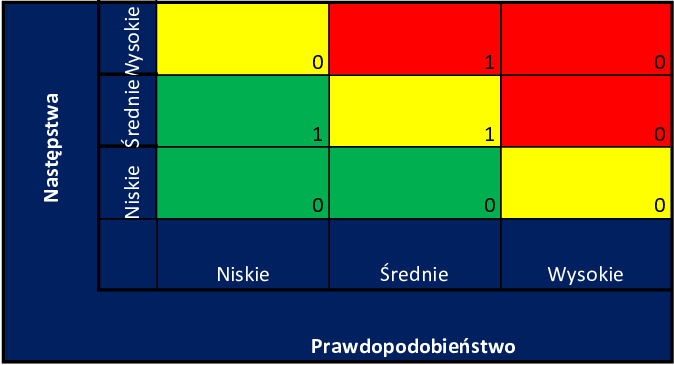 Następstwa
Wysokie
0 1 0
Średnie
1 1 0
Niskie
0 0 0
Niskie Średnie Wysokie
Prawdopodobieństwo